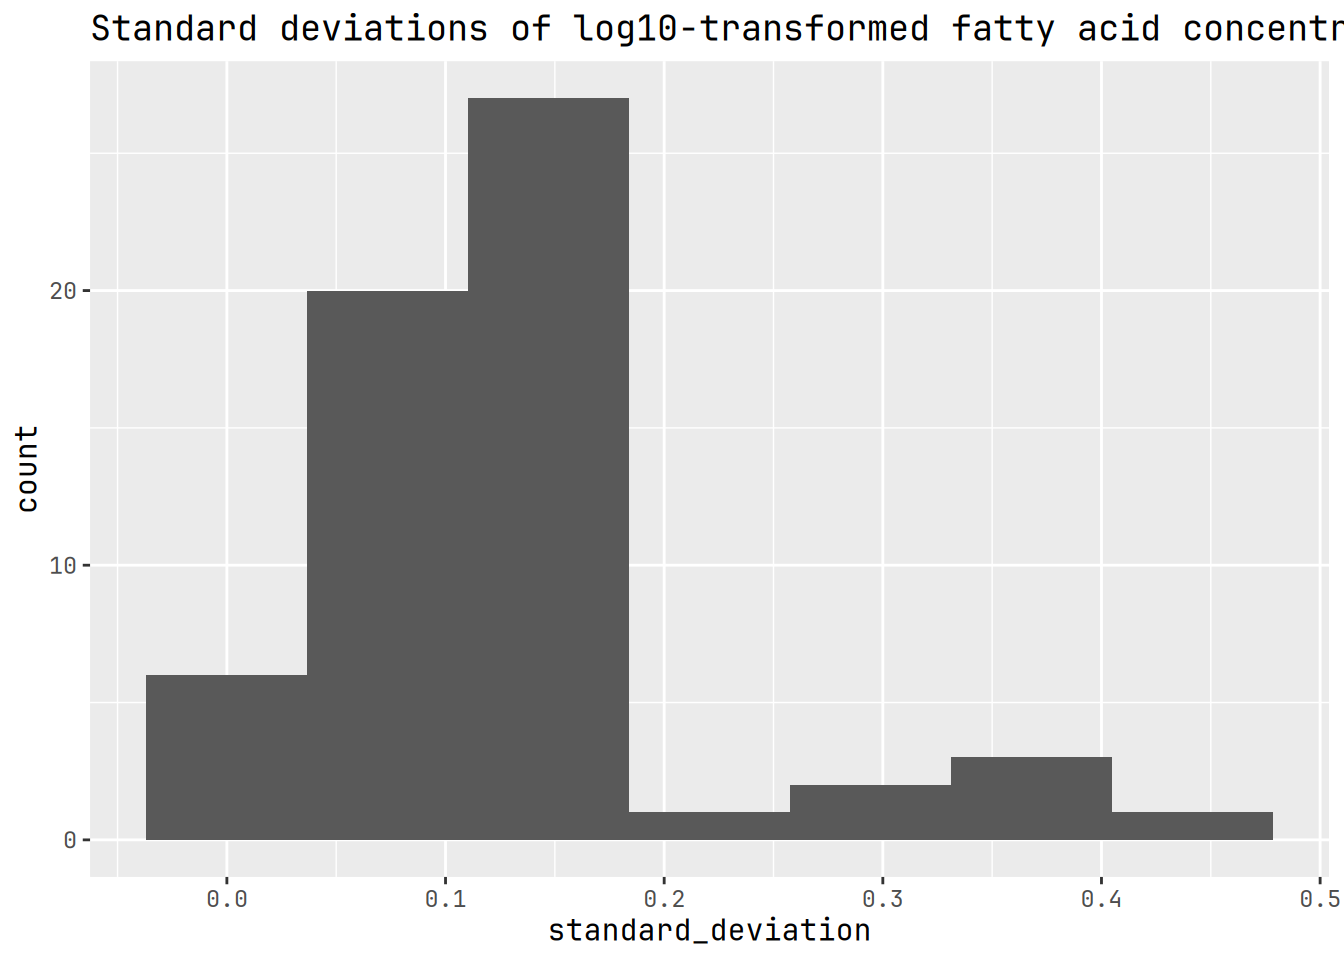 Standard deviations of log10-transformed fatty acid concentr
20
10
0
count
0.0 0.1 0.2 0.3 0.4 0.5
standard_deviation